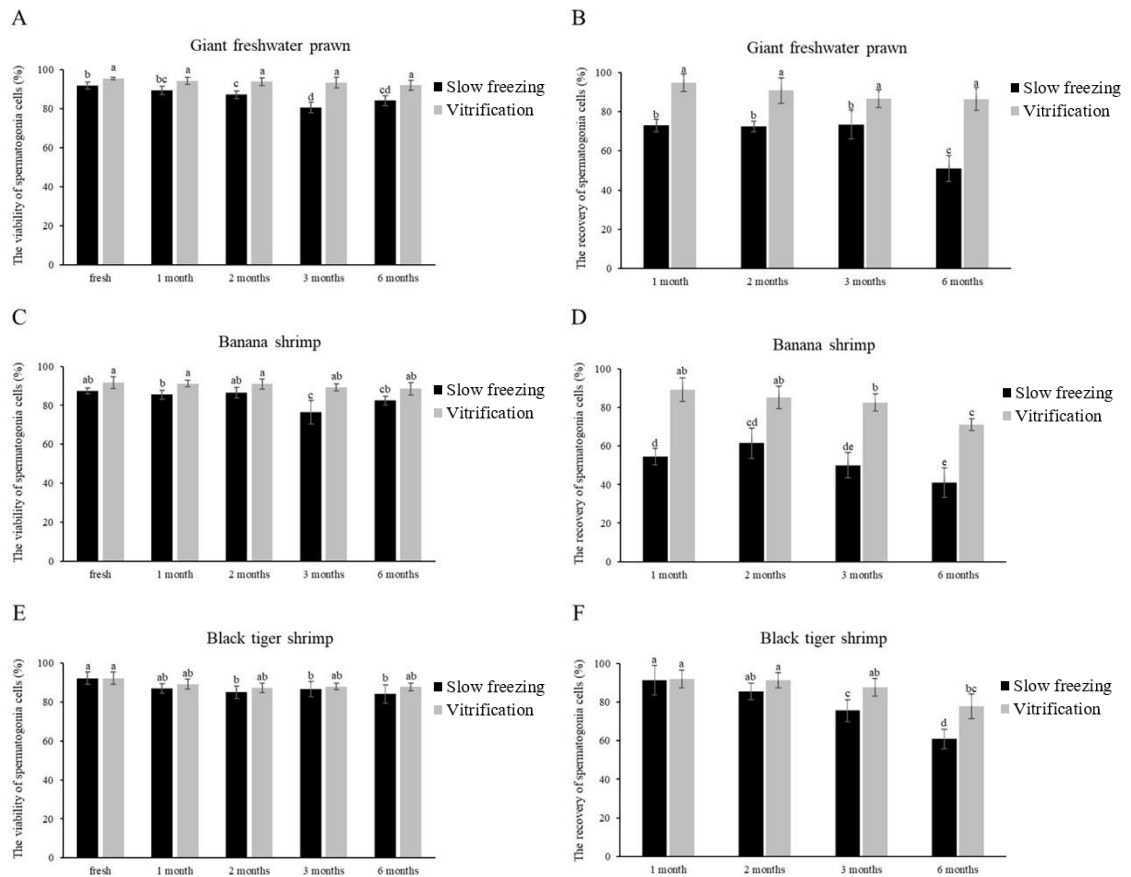 A
Giant freshwater prawn
The viability of spermatogonia cells (%)
100
80
60
40
20
0
b a bc a c a d a cd a
fresh 1 month 2 months 3 months 6 months
Slow freezing
Vitrification
B
Giant freshwater prawn
The recovery of spermatogonia cells (%)
100
80
60
40
20
0
b a b a b a c a
1 month 2 months 3 months 6 months
Slow freezing
Vitrification
C
Banana shrimp
The viability of spermatogonia cells (%)
100
80
60
40
20
0
ab a b a ab a c ab cb ab
fresh 1 month 2 months 3 months 6 months
Slow freezing
Vitrification
D
Banana shrimp
The recovery of spermatogonia cells (%)
100
80
60
40
20
0
d ab cd ab de b e c
1 month 2 months 3 months 6 months
Slow freezing
Vitrification
E
Black tiger shrimp
The viability of spermatogonia cells (%)
100
80
60
40
20
0
a a ab ab b ab b ab b ab
fresh 1 month 2 months 3 months 6 months
Slow freezing
Vitrification
F
Black tiger shrimp
The recovery of spermatogonia cells (%)
100
80
60
40
20
0
a a ab a c ab d bc
1 month 2 months 3 months 6 months
Slow freezing
Vitrification